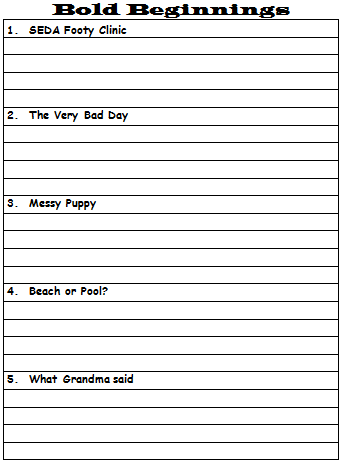 Bold Beginnings
1. SEDA Footy Clinic
2. The Very Bad Day
3. Messy Puppy
4. Beach or Pool?
5. What Grandma said